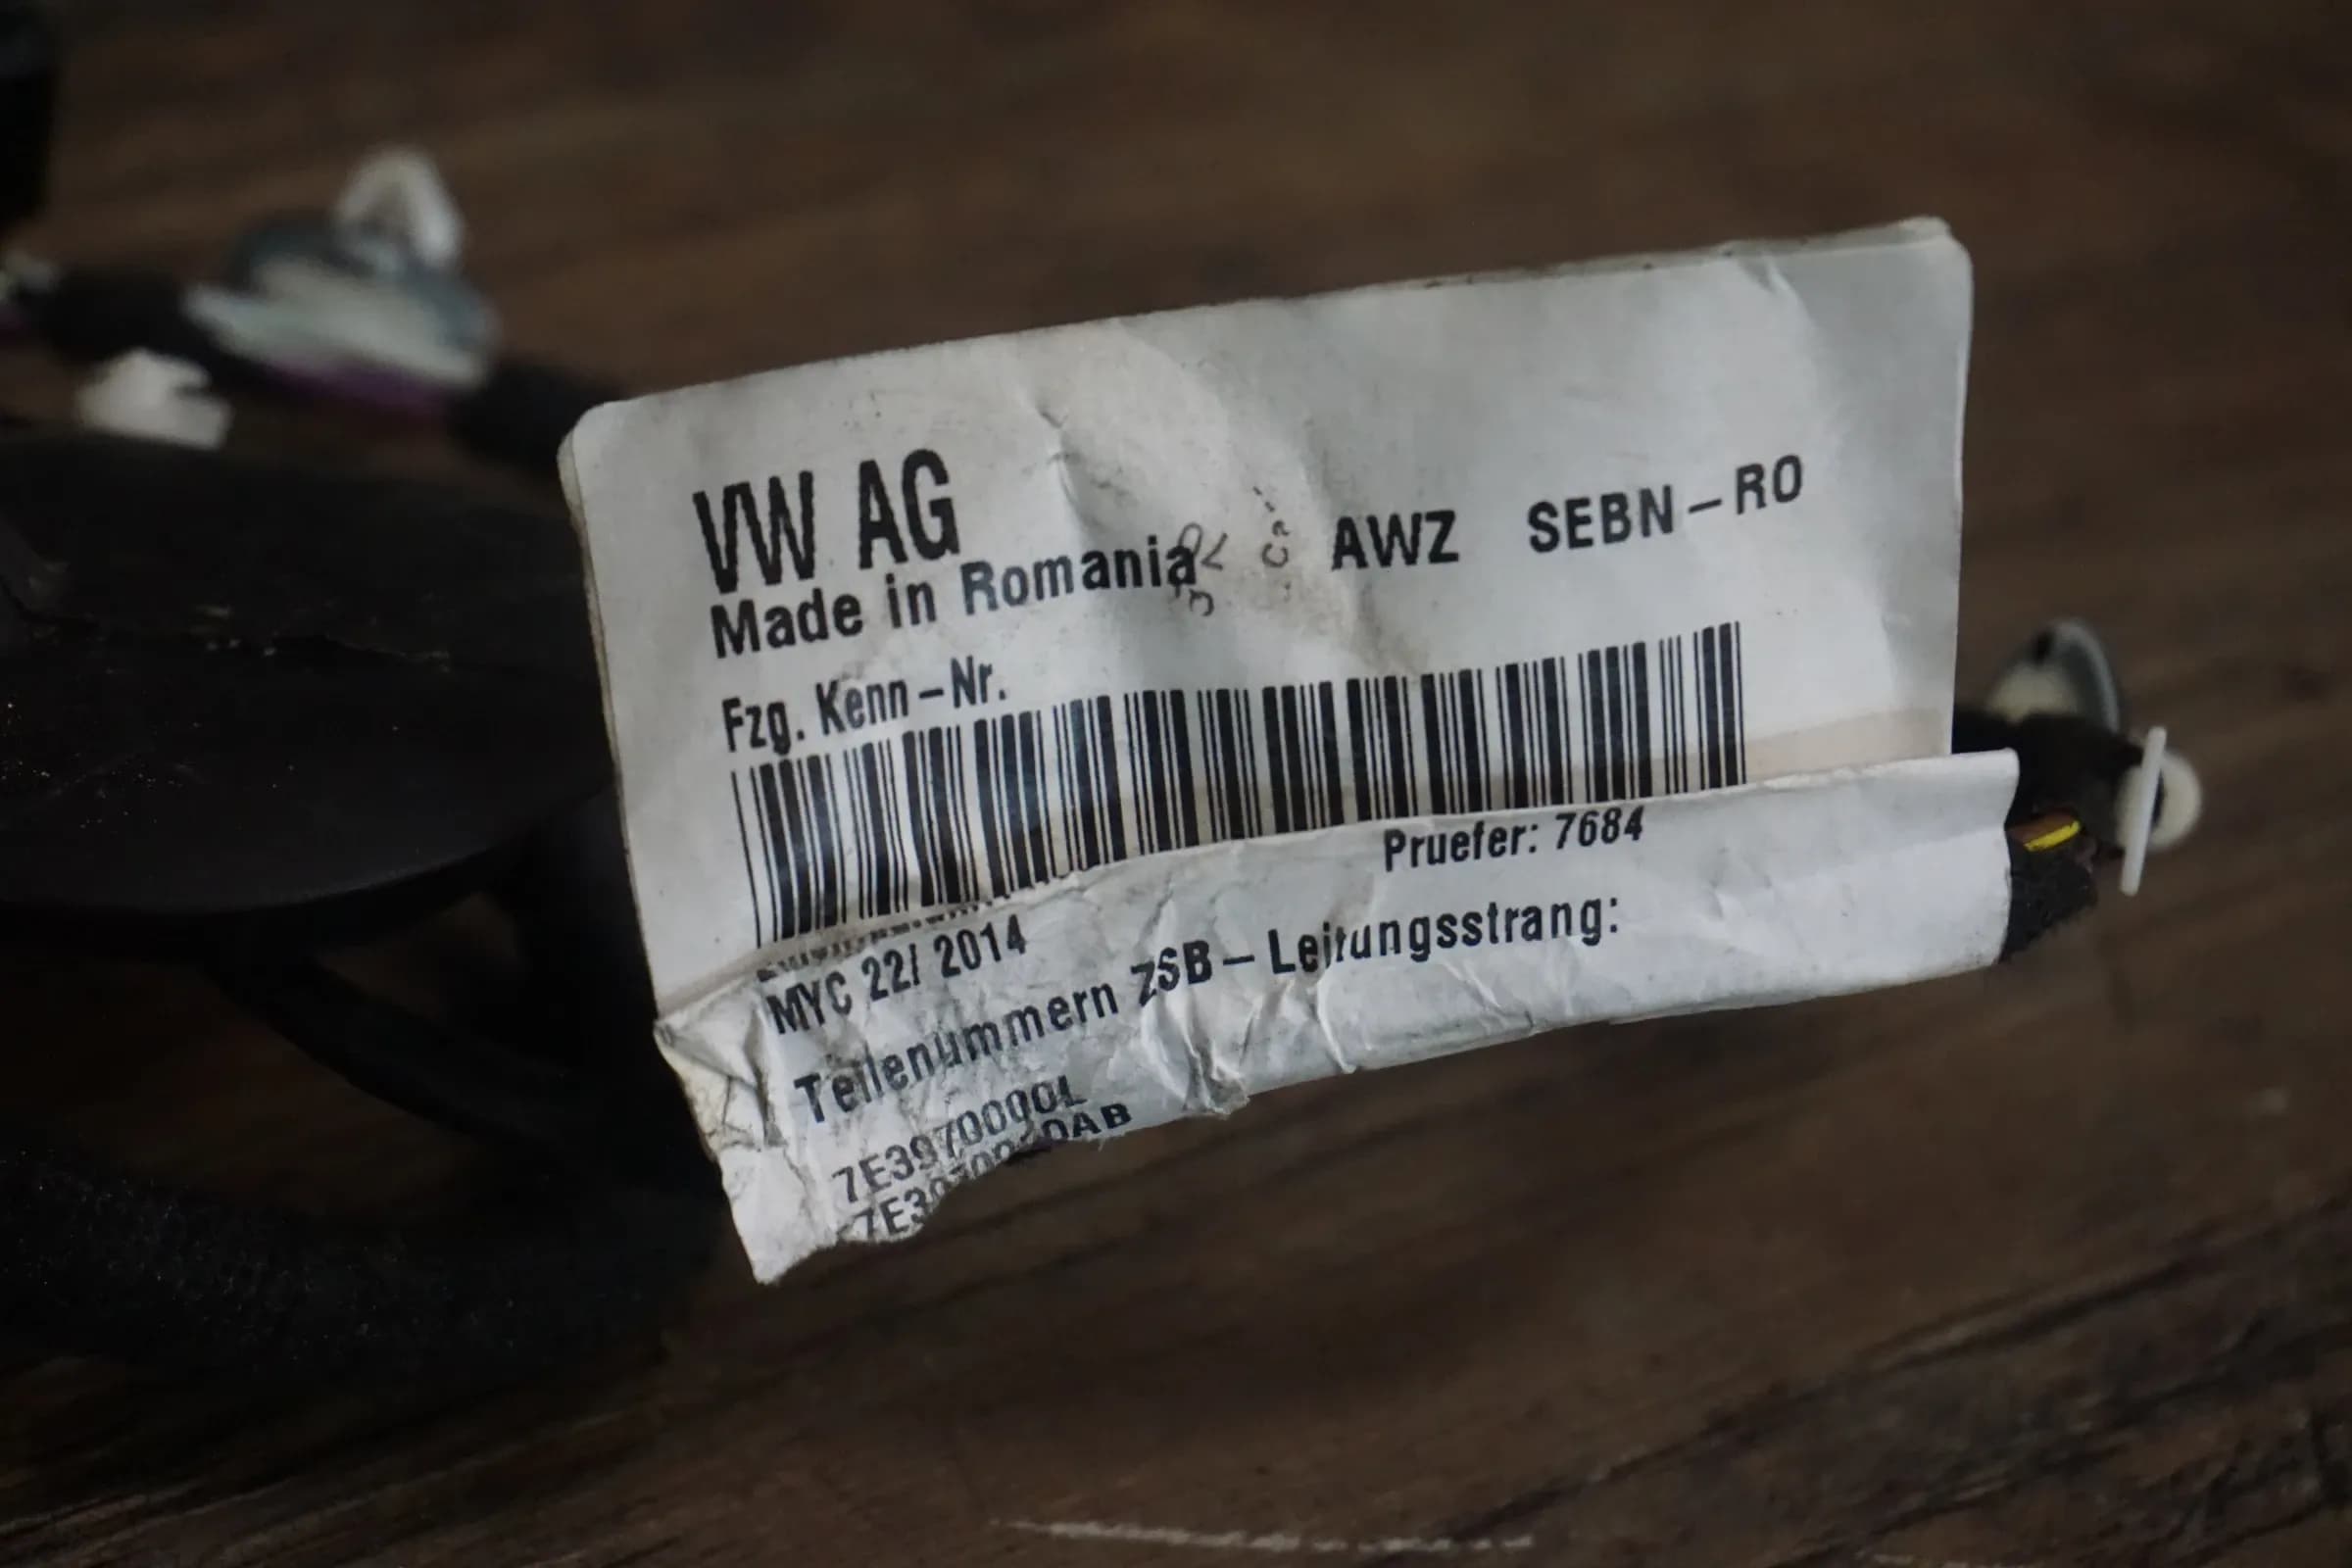 VW AG
Made in Romania AWZ SEBN-RO
Fzg. Kenn-Nr.
Pruefer: 7684
MYC 22/ 2014
Teilenummern ZSB-Leitungsstrang:
7E3970090L